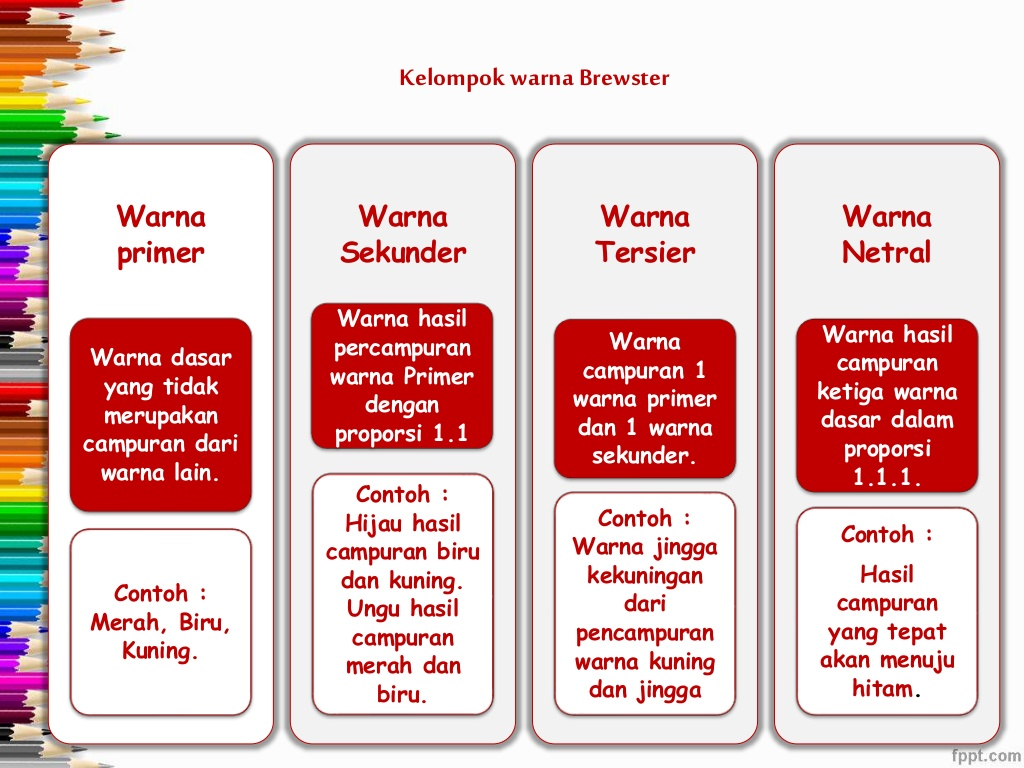 Kelompok warna Brewster
Warna
primer
Warna dasar
yang tidak
merupakan
campuran dari
warna lain.
Contoh :
Merah, Biru,
Kuning.
Warna
Sekunder
Warna hasil
percampuran
warna Primer
dengan
proporsi 1.1
Contoh :
Hijau hasil
campuran biru
dan kuning.
Ungu hasil
campuran
merah dan
biru.
Warna
Tersier
Warna
campuran 1
warna primer
dan 1 warna
sekunder.
Contoh :
Warna jingga
kekuningan
dari
pencampuran
warna kuning
dan jingga
Warna
Netral
Warna hasil
campuran
ketiga warna
dasar dalam
proporsi
1.1.1.
Contoh :
Hasil
campuran
yang tepat
akan menuju
hitam.
fppt.com